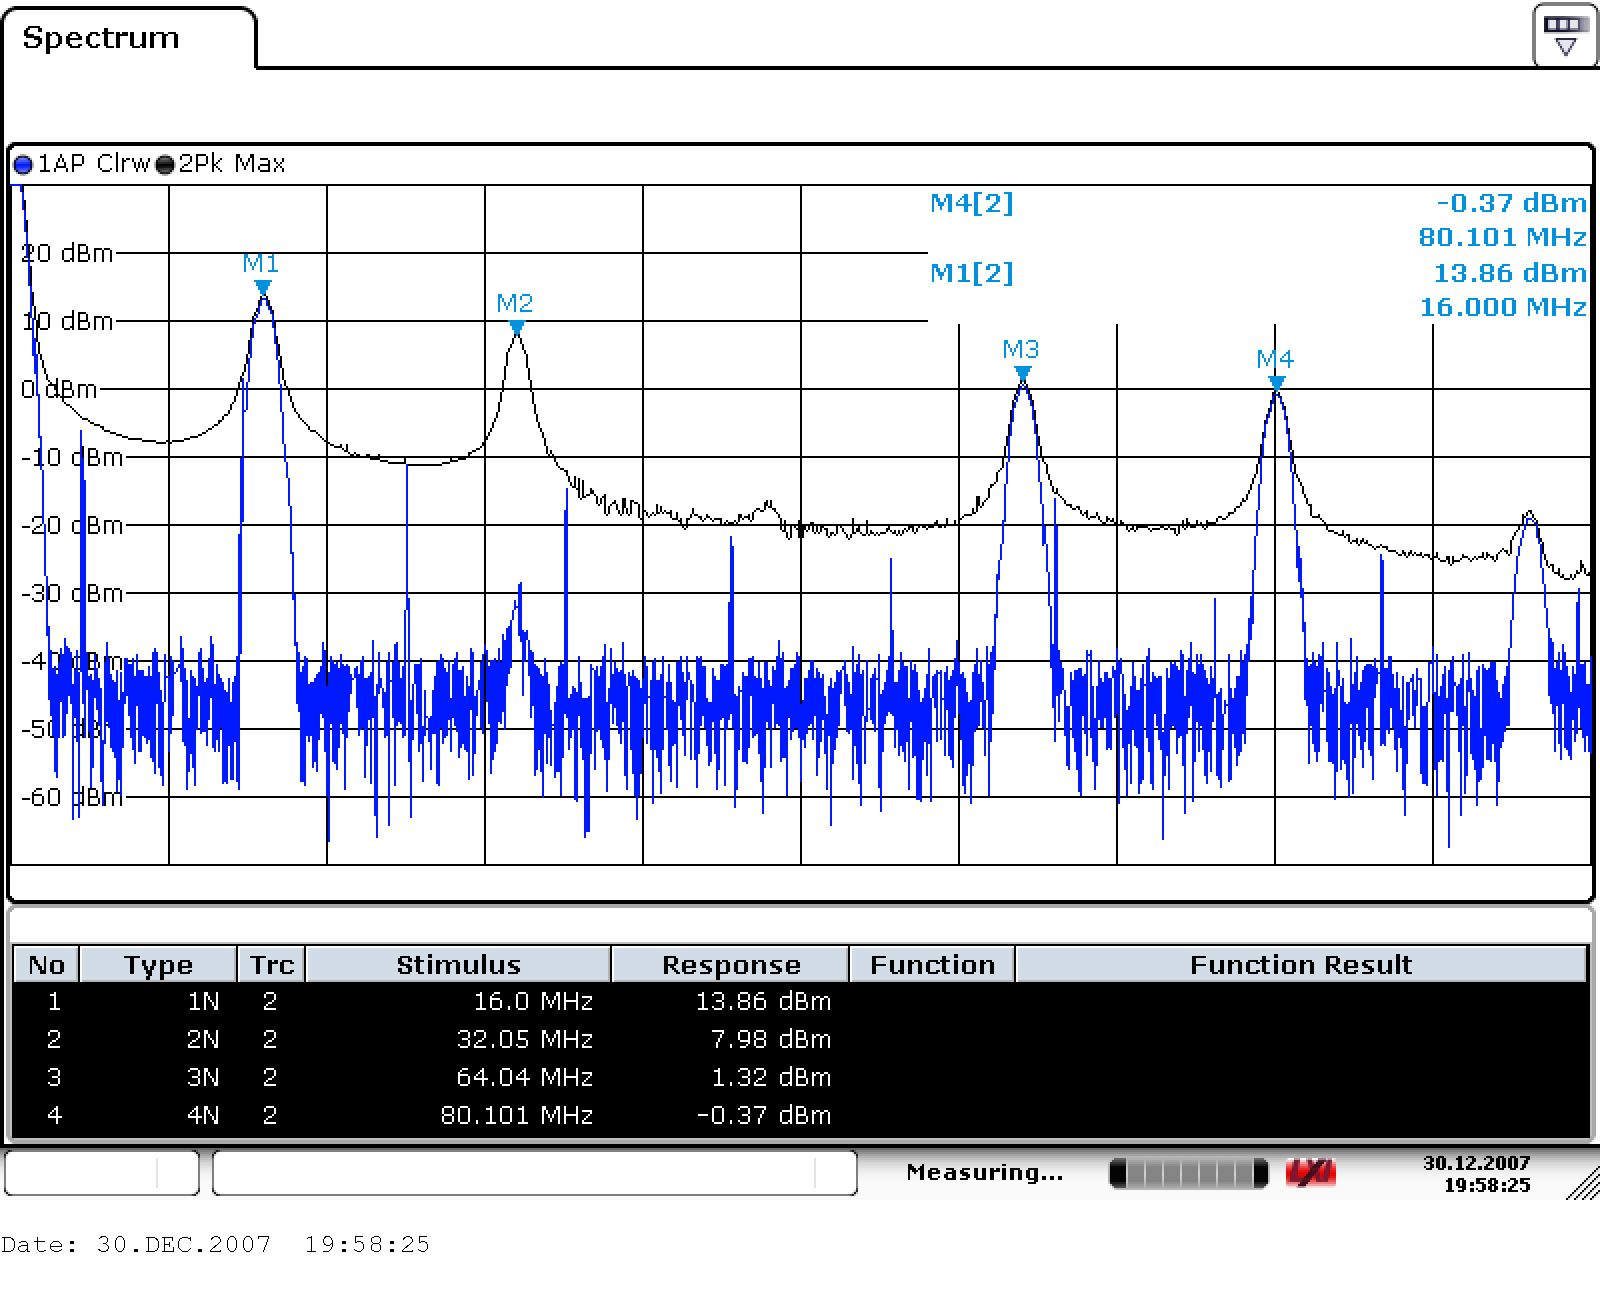 Spectrum
1AP Clrw 2Pk Max
M4[2] -0.37 dBm
80.101 MHz
M1[2] 13.86 dBm
16.000 MHz
20 dBm
M1
10 dBm
M2
M3
M4
0 dBm
-10 dBm
-20 dBm
-30 dBm
-40 dBm
-50 dBm
-60 dBm
No Type Trc Stimulus Response Function Function Result
1 1N 2 16.0 MHz 13.86 dBm
2 2N 2 32.05 MHz 7.98 dBm
3 3N 2 64.04 MHz 1.32 dBm
4 4N 2 80.101 MHz -0.37 dBm
Measuring... LXI 30.12.2007
19:58:25
Date: 30.DEC.2007 19:58:25